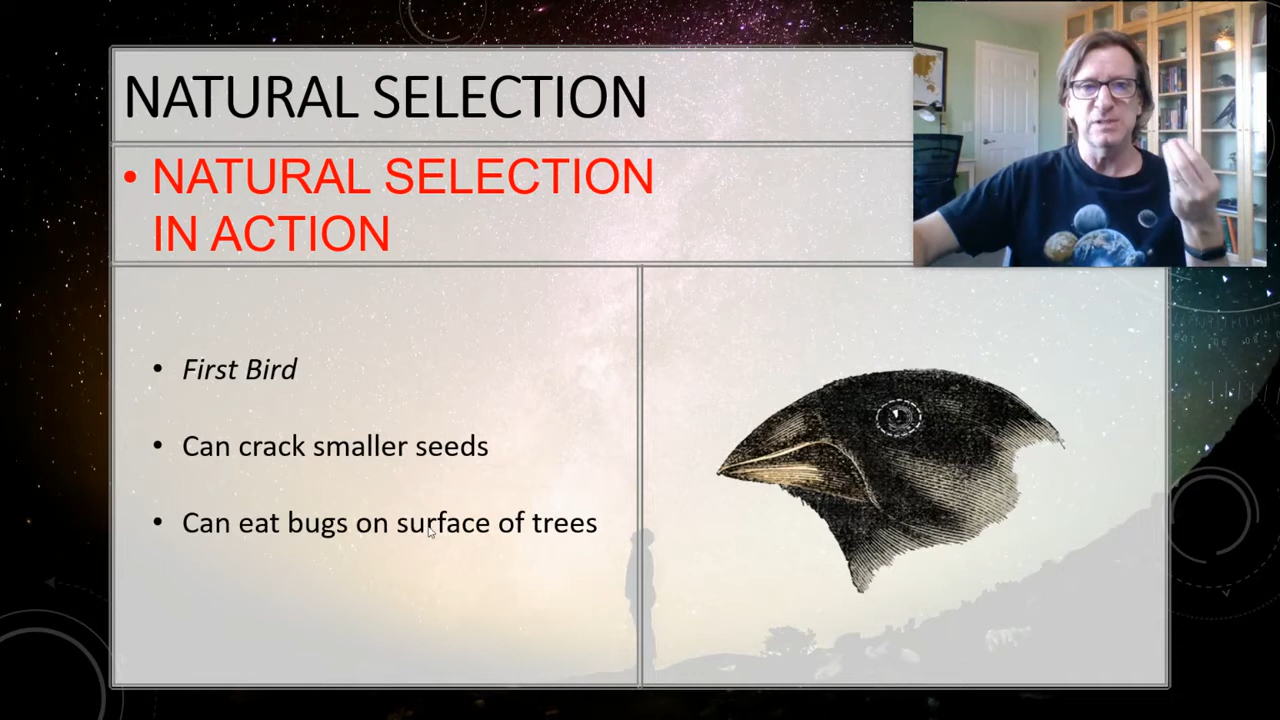 NATURAL SELECTION
• NATURAL SELECTION
IN ACTION
• First Bird
• Can crack smaller seeds
• Can eat bugs on surface of trees